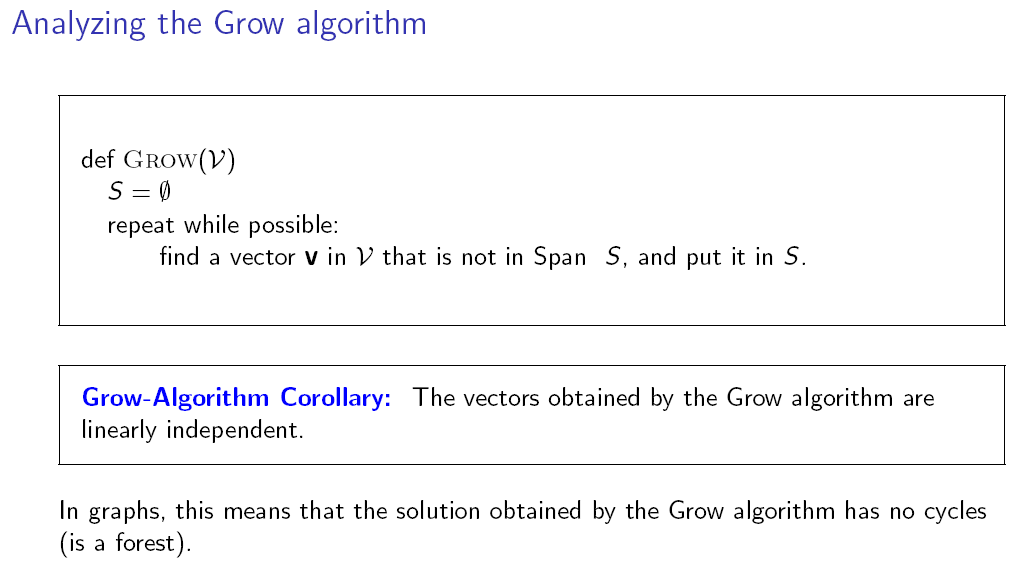 Analyzing the Grow algorithm
def GROW(𝒱)
S = ∅
repeat while possible:
find a vector v in 𝒱 that is not in Span S, and put it in S.
Grow-Algorithm Corollary: The vectors obtained by the Grow algorithm are
linearly independent.
In graphs, this means that the solution obtained by the Grow algorithm has no cycles
(is a forest).